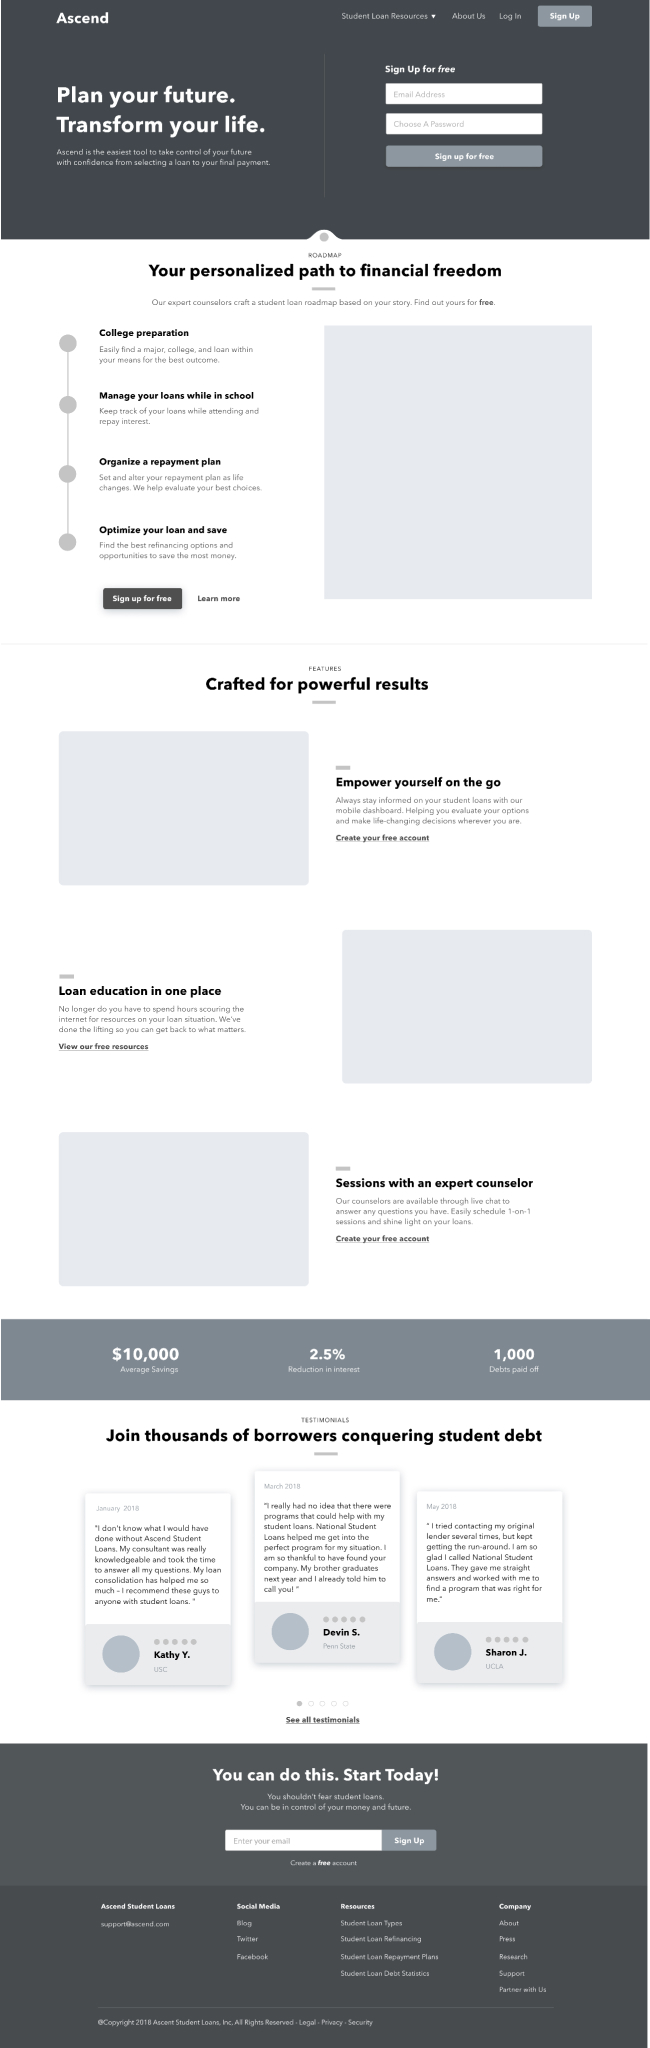 Ascend
Student Loan Resources ▼ About Us Log In Sign Up
Plan your future.
Transform your life.
Ascend is the easiest tool to take control of your future
with confidence from selecting a loan to your final payment.
Sign Up for free
Email Address
Choose A Password
Sign up for free
ROADMAP
Your personalized path to financial freedom
Our expert counselors craft a student loan roadmap based on your story. Find out yours for free.
College preparation
Easily find a major, college, and loan within
your means for the best outcome.
Manage your loans while in school
Keep track of your loans while attending and
repay interest.
Organize a repayment plan
Set and alter your repayment plan as life
changes. We help evaluate your best choices.
Optimize your loan and save
Find the best refinancing options and
opportunities to save the most money.
Sign up for free Learn more
FEATURES
Crafted for powerful results
Empower yourself on the go
Always stay informed on your student loans with our
mobile dashboard. Helping you evaluate your options
and make life-changing decisions wherever you are.
Create your free account
Loan education in one place
No longer do you have to spend hours scouring the
internet for resources on your loan situation. We've
done the lifting so you can get back to what matters.
View our free resources
Sessions with an expert counselor
Our counselors are available through live chat to
answer any questions you have. Easily schedule 1-on-1
sessions and shine light on your loans.
Create your free account
$10,000
Average Savings
2.5%
Reduction in interest
1,000
Debts paid off
TESTIMONIALS
Join thousands of borrowers conquering student debt
January 2018
"I don't know what I would have
done without Ascend Student
Loans. My consultant was really
knowledgeable and took the time
to answer all my questions. My loan
consolidation has helped me so
much – I recommend these guys to
anyone with student loans. "
Kathy Y.
USC
March 2018
"I really had no idea that there were
programs that could help with my
student loans. National Student
Loans helped me get into the
perfect program for my situation. I
am so thankful to have found your
company. My brother graduates
next year and I already told him to
call you! "
Devin S.
Penn State
May 2018
" I tried contacting my original
lender several times, but kept
getting the run-around. I am so
glad I called National Student
Loans. They gave me straight
answers and worked with me to
find a program that was right for
me."
Sharon J.
UCLA
See all testimonials
You can do this. Start Today!
You shouldn't fear student loans.
You can be in control of your money and future.
Enter your email Sign Up
Create a free account
Ascend Student Loans
support@ascend.com
Social Media
Blog
Twitter
Facebook
Resources
Student Loan Types
Student Loan Refinancing
Student Loan Repayment Plans
Student Loan Debt Statistics
Company
About
Press
Research
Support
Partner with Us
@Copyright 2018 Ascent Student Loans, Inc. All Rights Reserved - Legal - Privacy - Security